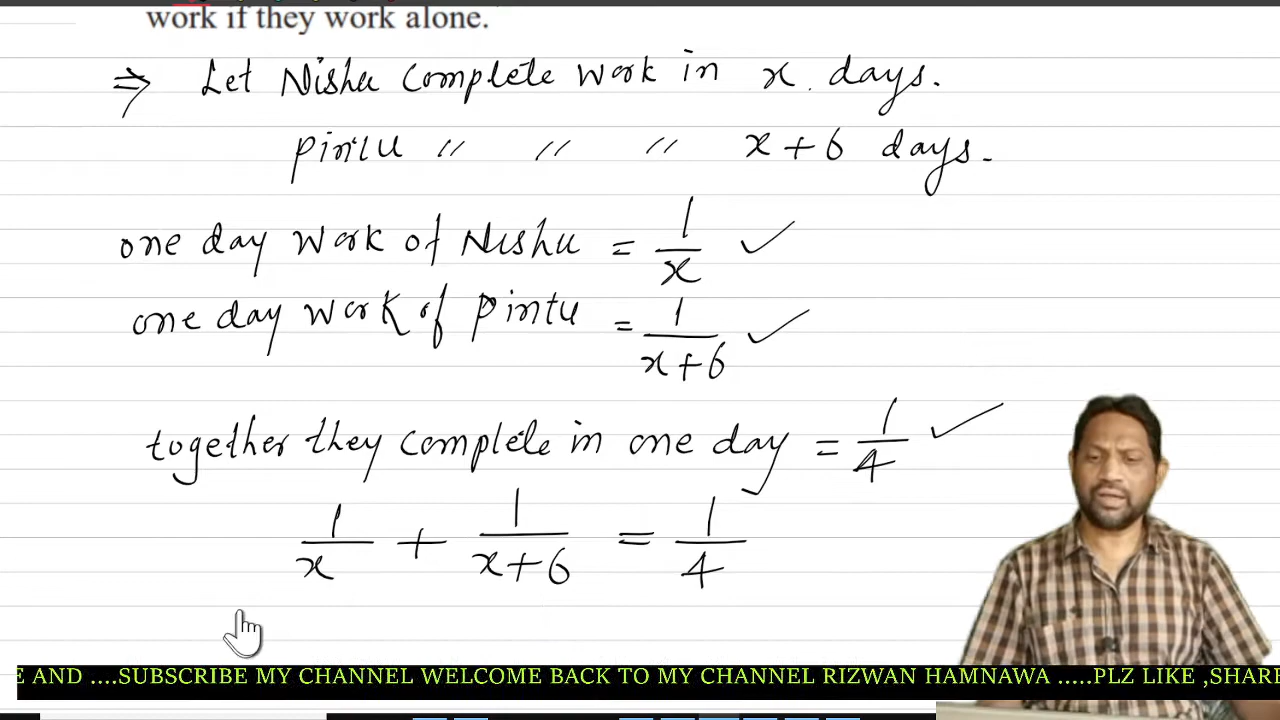 work if they work alone.
⇒ Let Nishu Complete work in x days.
pintu " " " x+6 days.
one day work of Nishu = 1/x ✓
one day work of pintu = 1/(x+6) ✓
together they complete in one day = 1/4 ✓
1/x + 1/(x+6) = 1/4
E AND ....SUBSCRIBE MY CHANNEL WELCOME BACK TO MY CHANNEL RIZWAN HAMNAWA .....PLZ LIKE ,SHARE